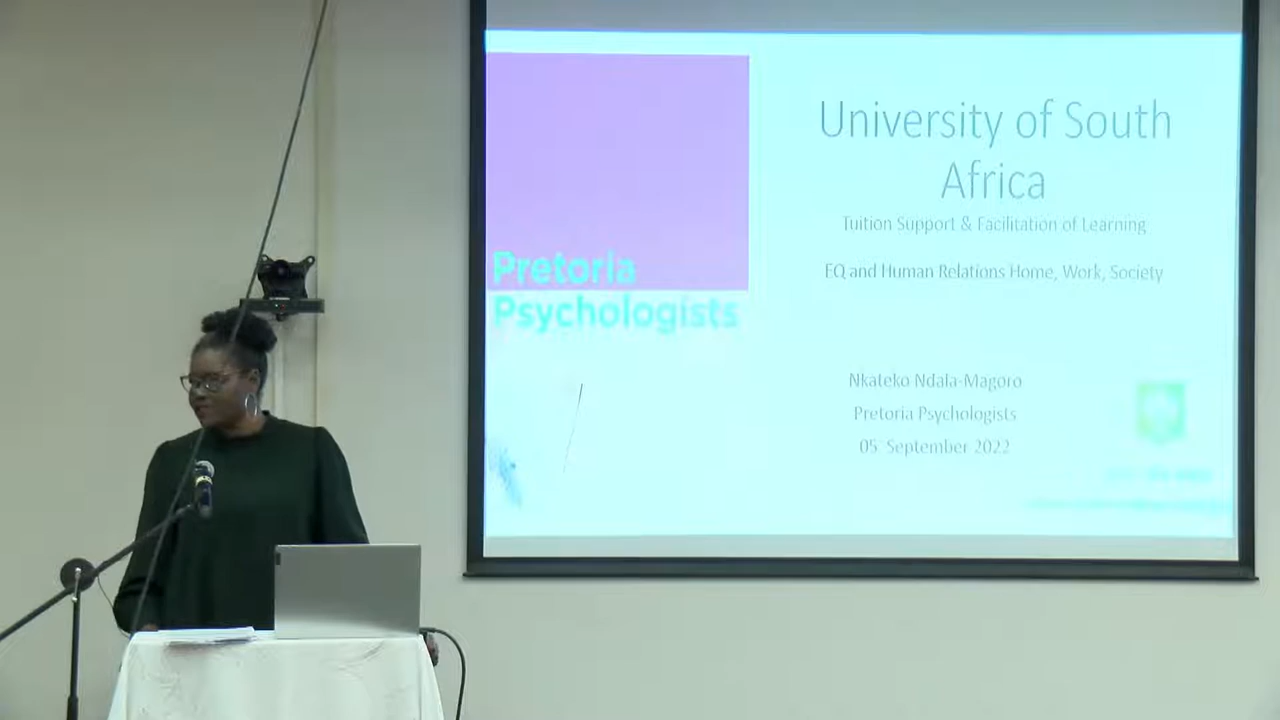 Pretoria
Psychologists
University of South
Africa
Tuition Support & Facilitation of Learning
EQ and Human Relations Home, Work, Society
Nkateko Ndala-Magoro
Pretoria Psychologists
05 September 2022